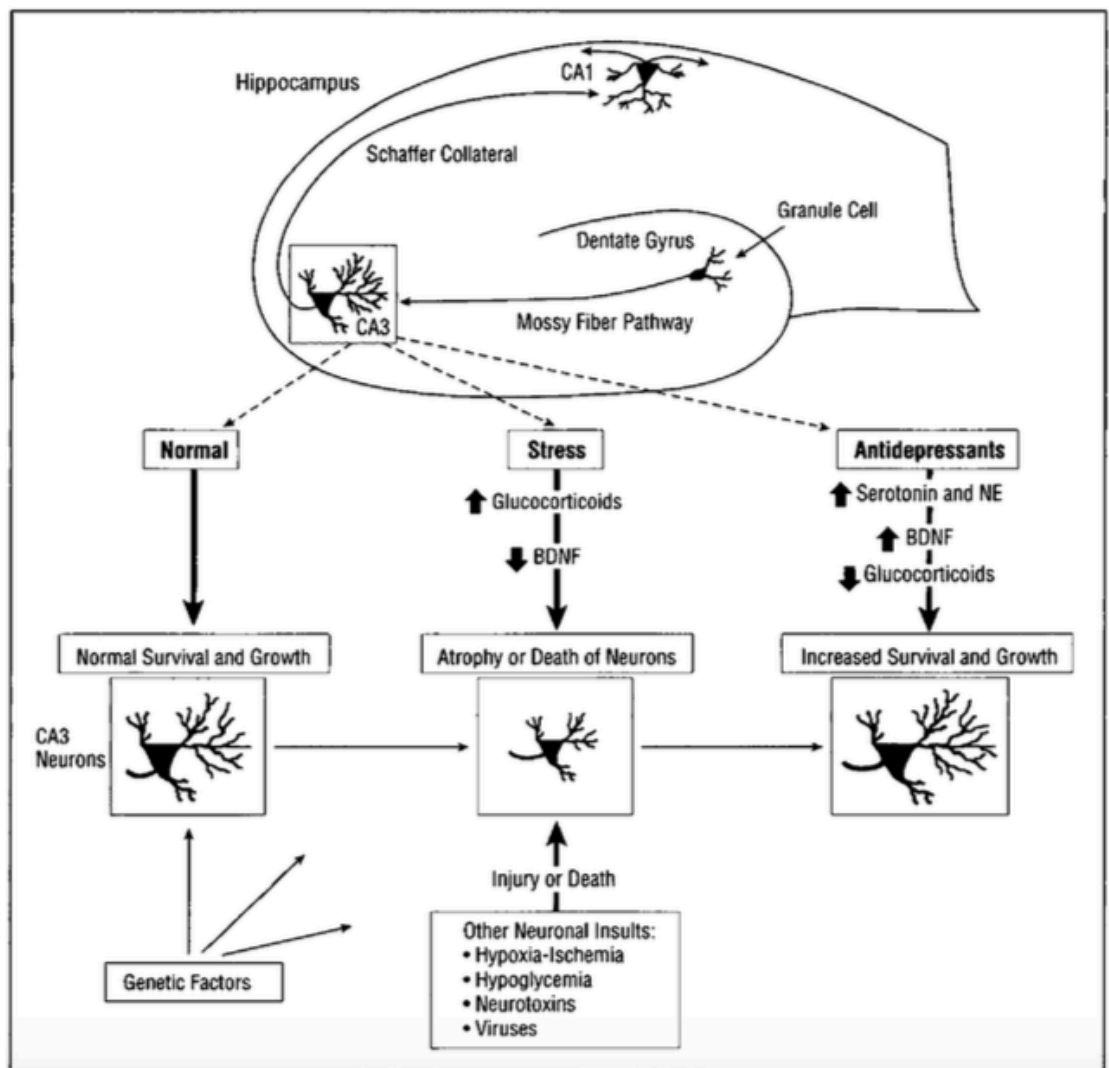 CA1
Hippocampus
Schaffer Collateral
Granule Cell
Dentate Gyrus
CA3
Mossy Fiber Pathway
Normal
Stress
Antidepressants
Glucocorticoids
Serotonin and NE
BDNF
BDNF
Glucocorticoids
Normal Survival and Growth
Atrophy or Death of Neurons
Increased Survival and Growth
CA3
Neurons
Injury or Death
Other Neuronal Insults:
• Hypoxia-Ischemia
• Hypoglycemia
• Neurotoxins
• Viruses
Genetic Factors